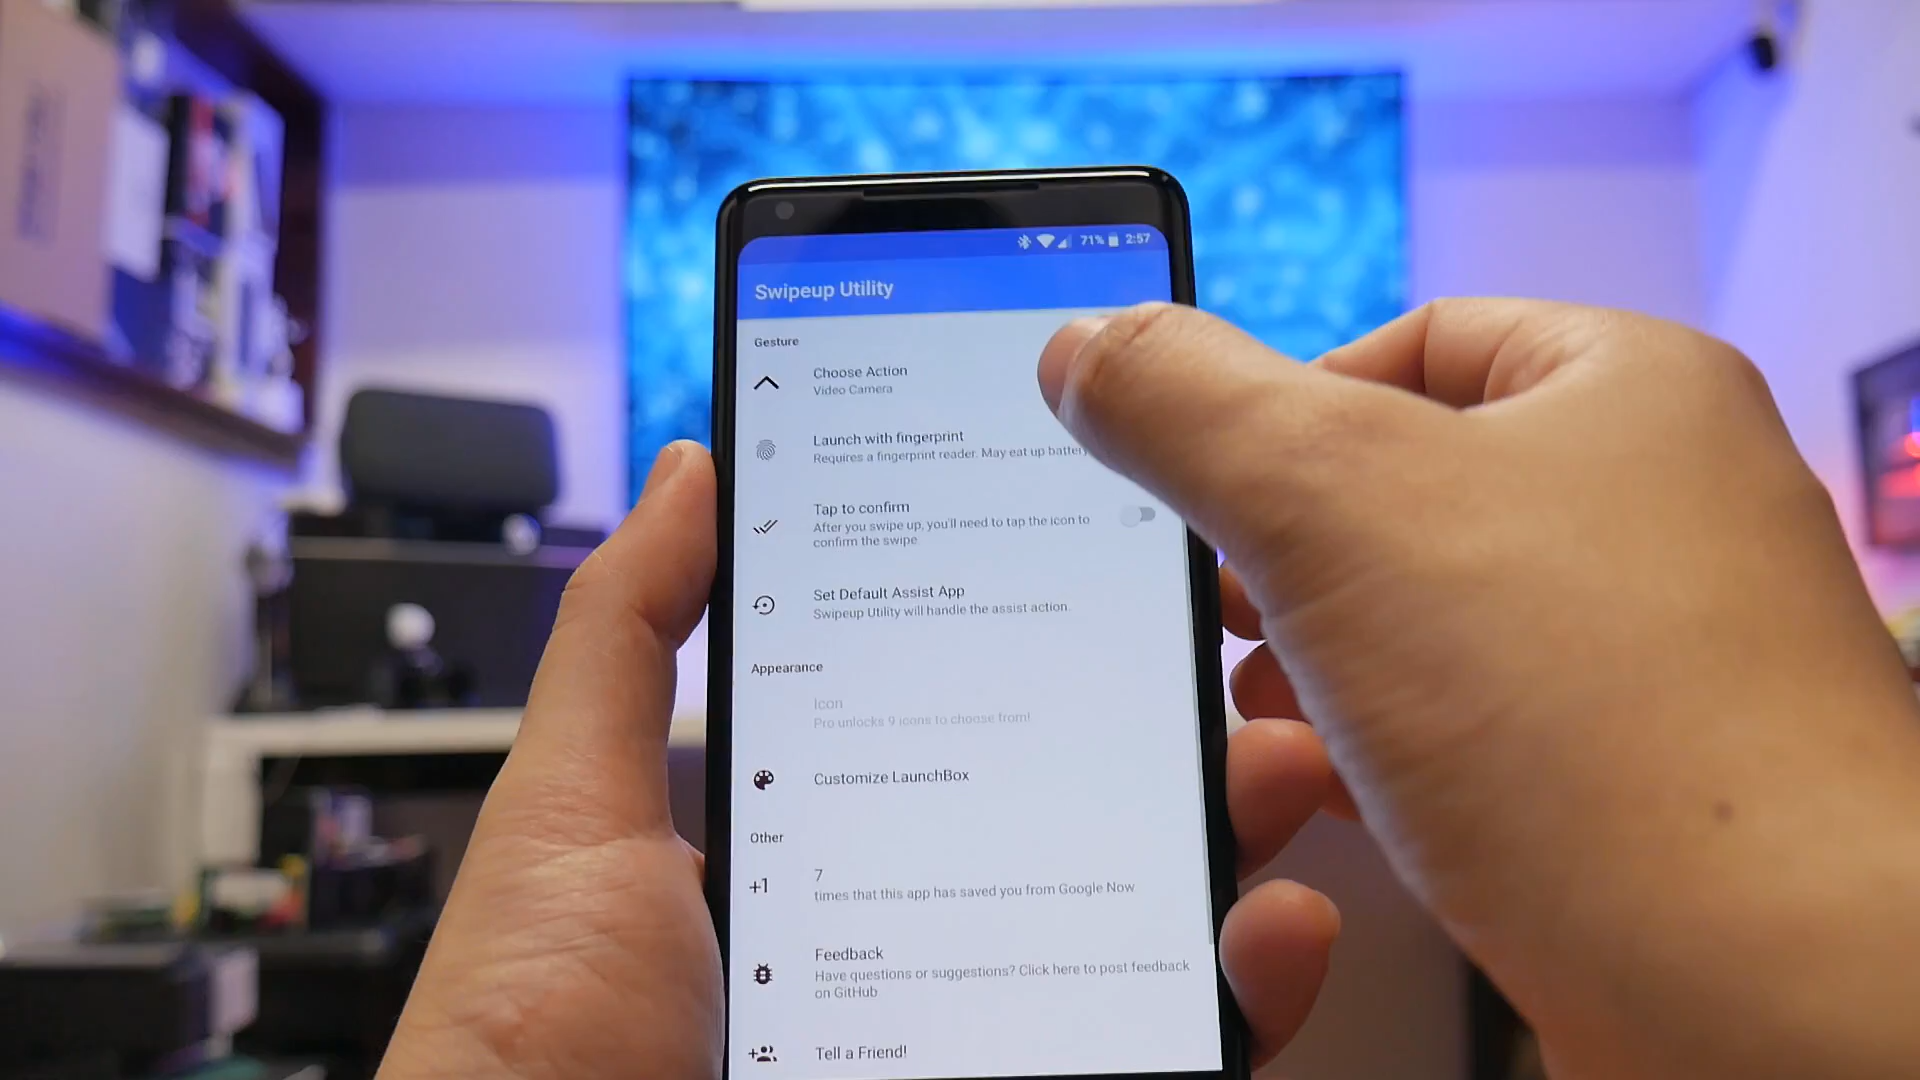 71% 2:57
Swipeup Utility
Gesture
Choose Action
Video Camera
Launch with fingerprint
Requires a fingerprint reader. May eat up battery
Tap to confirm
After you swipe up, you'll need to tap the icon to
confirm the swipe
Set Default Assist App
Swipeup Utility will handle the assist action.
Appearance
Icon
Pro unlocks 9 icons to choose from!
Customize LaunchBox
Other
+1
7
times that this app has saved you from Google Now
Feedback
Have questions or suggestions? Click here to post feedback
on GitHub
Tell a Friend!